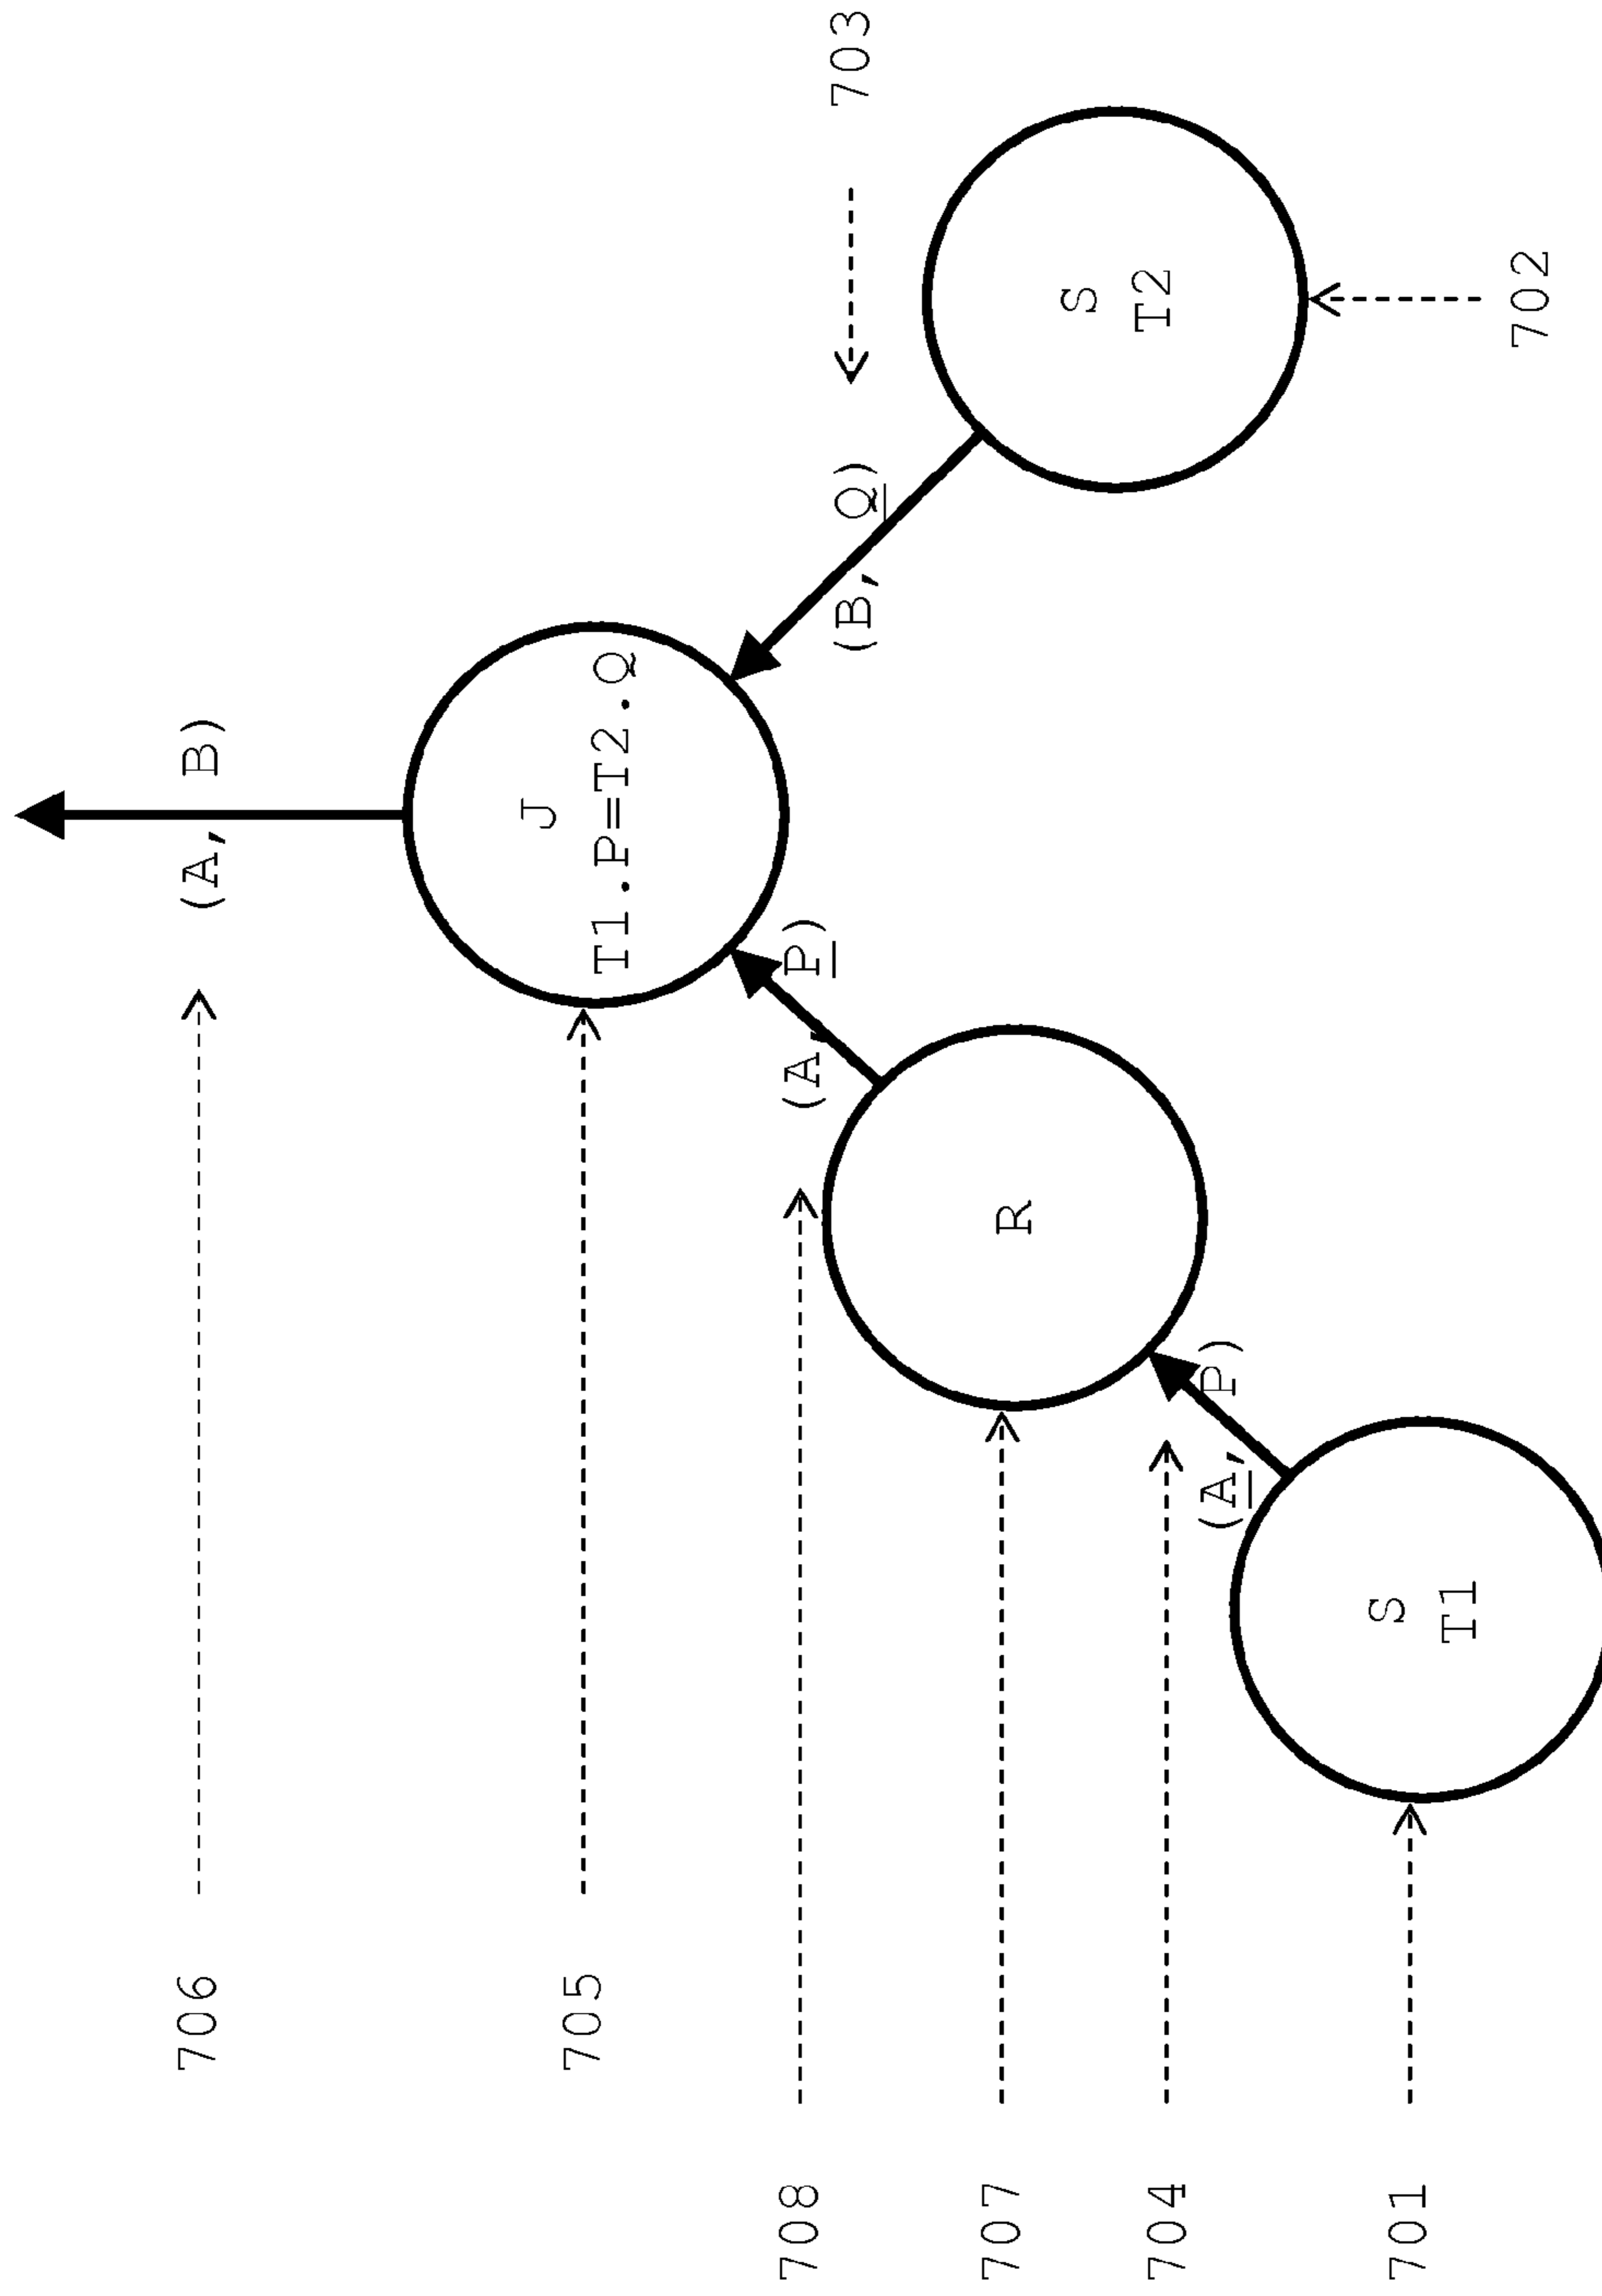 706
(A, B)
705
J
T1.P=T2.Q
708
(A, P)
703
(B, Q)
707
R
S
T2
704
(A, P)
701
S
T1
702